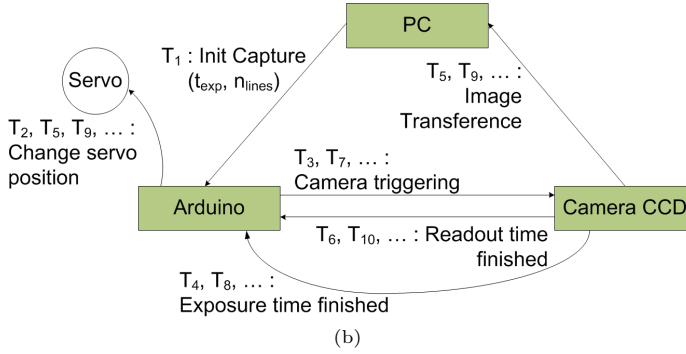 PC
T1 : Init Capture
(texp, nlines)
Servo
T5, T9, … :
Image
Transference
T2, T5, T9, … :
Change servo
position
T3, T7, … :
Camera triggering
Arduino
Camera CCD
T6, T10, … : Readout time
finished
T4, T8, … :
Exposure time finished
(b)